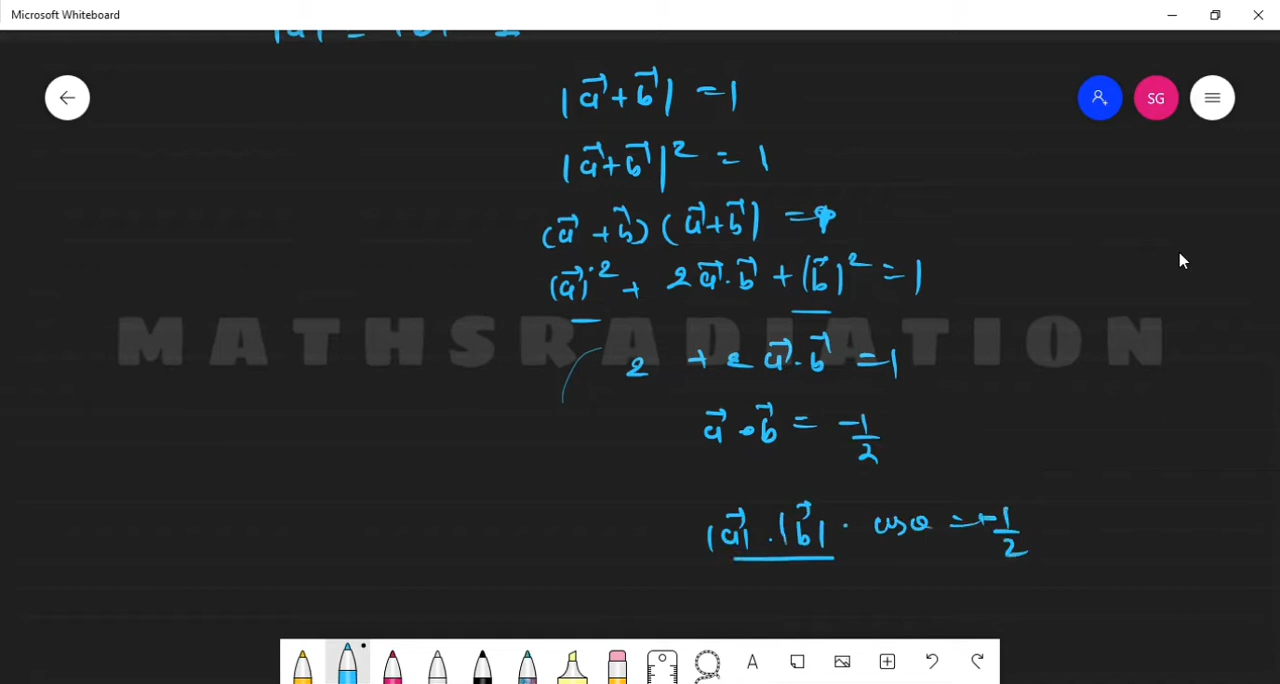 Microsoft Whiteboard
|a⃗| = |b⃗| = 1
|a⃗+b⃗| =1
|a⃗+b⃗|² = 1
SG
(a⃗+b⃗)(a⃗+b⃗| =1
(a⃗)·² + 2a⃗·b⃗ + (b⃗)² =1
MATHSRADIATION
2 + 2a⃗·b⃗ =1
a⃗·b⃗ = -1/2
|a⃗|·|b⃗|· cosθ = -1/2
A